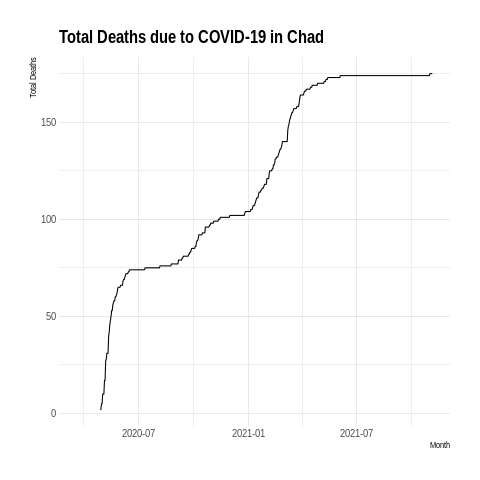 Total Deaths due to COVID-19 in Chad
Total Deaths
150
100
50
0
2020-07
2021-01
2021-07
Month